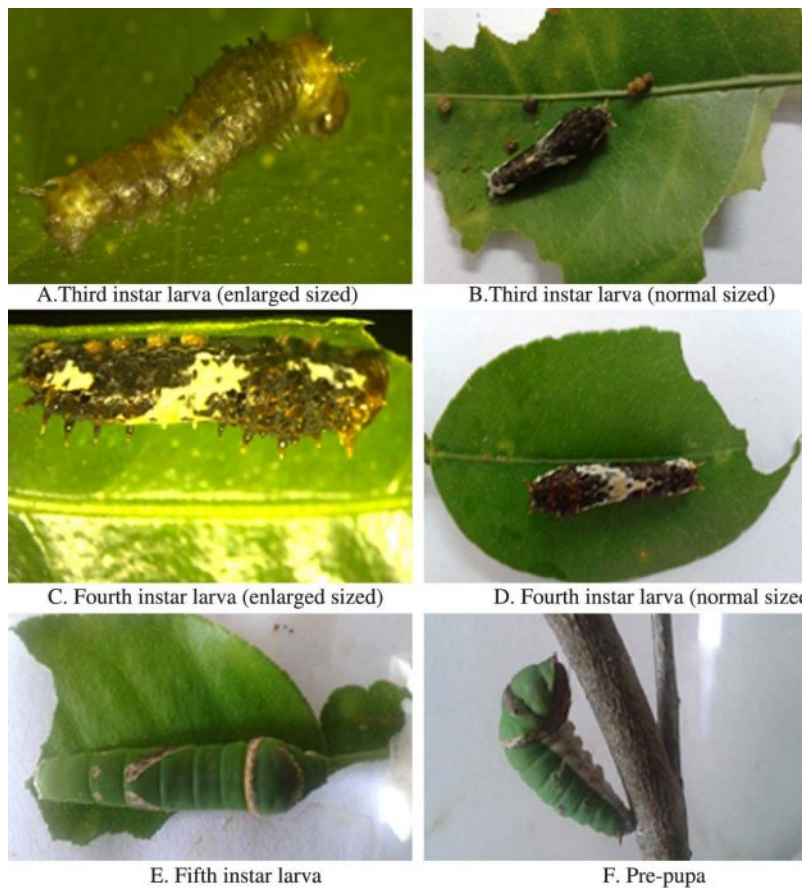 A.Third instar larva (enlarged sized)
B.Third instar larva (normal sized)
C. Fourth instar larva (enlarged sized)
D. Fourth instar larva (normal size
E. Fifth instar larva
F. Pre-pupa